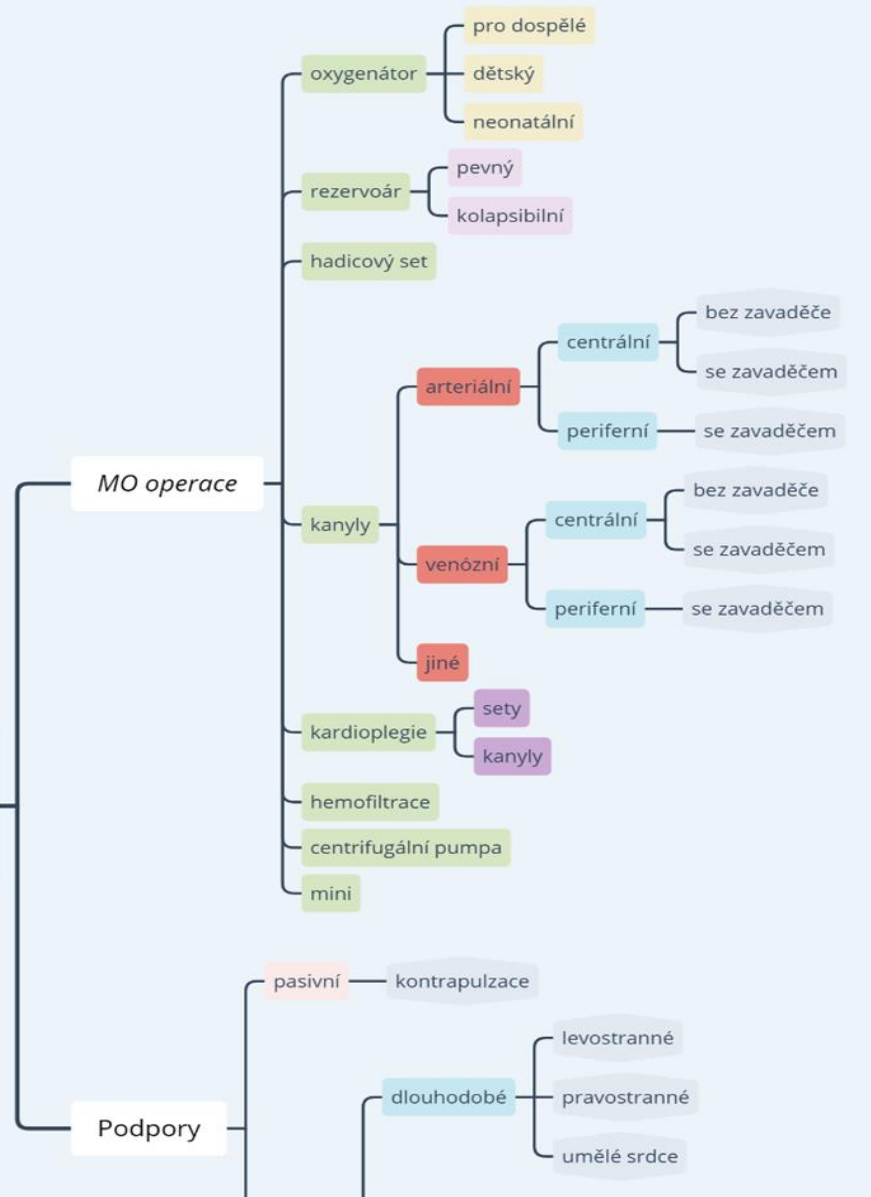 pro dospělé
oxygenátor
dětský
neonatální
pevný
rezervoár
kolapsibilní
hadicový set
bez zavaděče
centrální
se zavaděčem
arteriální
periferní
se zavaděčem
MO operace
bez zavaděče
centrální
kanyly
se zavaděčem
venózní
periferní
se zavaděčem
jiné
sety
kardioplegie
kanyly
hemofiltrace
centrifugální pumpa
mini
pasivní
kontrapulzace
levostranné
dlouhodobé
pravostranné
Podpory
umělé srdce